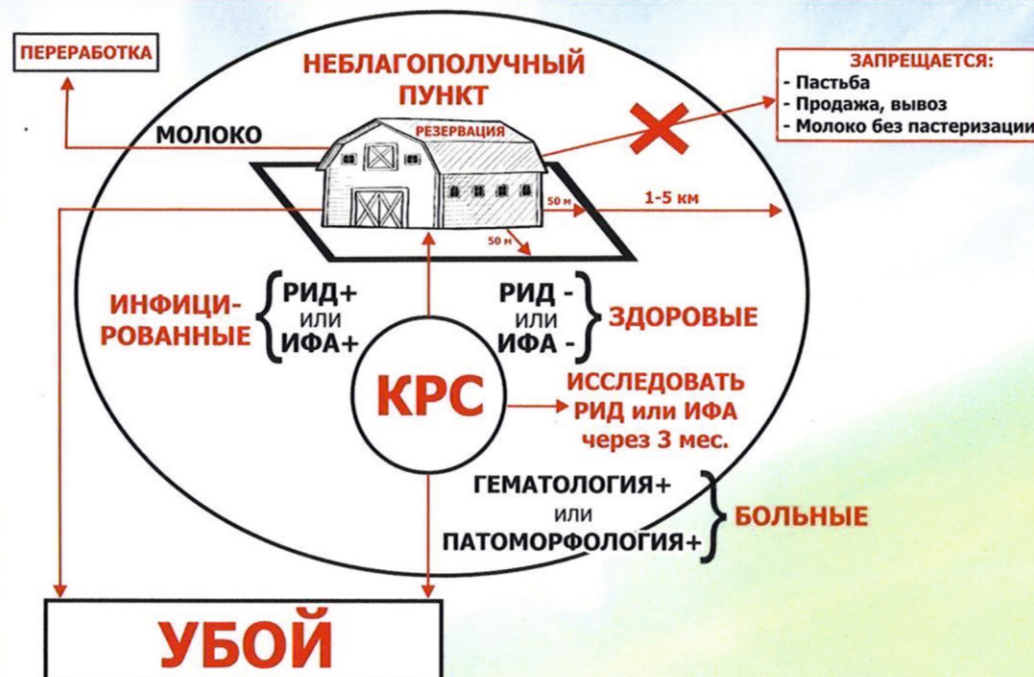 ПЕРЕРАБОТКА
НЕБЛАГОПОЛУЧНЫЙ
ПУНКТ
ЗАПРЕЩАЕТСЯ:
- Пастьба
- Продажа, вывоз
- Молоко без пастеризации
МОЛОКО
РЕЗЕРВАЦИЯ
50 м
1-5 км
50 м
ИНФИЦИ-
РОВАННЫЕ
РИД+
ИЛИ
ИФА+
РИД -
ИЛИ
ИФА -
ЗДОРОВЫЕ
КРС
ИССЛЕДОВАТЬ
РИД или ИФА
через 3 мес.
ГЕМАТОЛОГИЯ+
ИЛИ
ПАТОМОРФОЛОГИЯ+
БОЛЬНЫЕ
УБОЙ